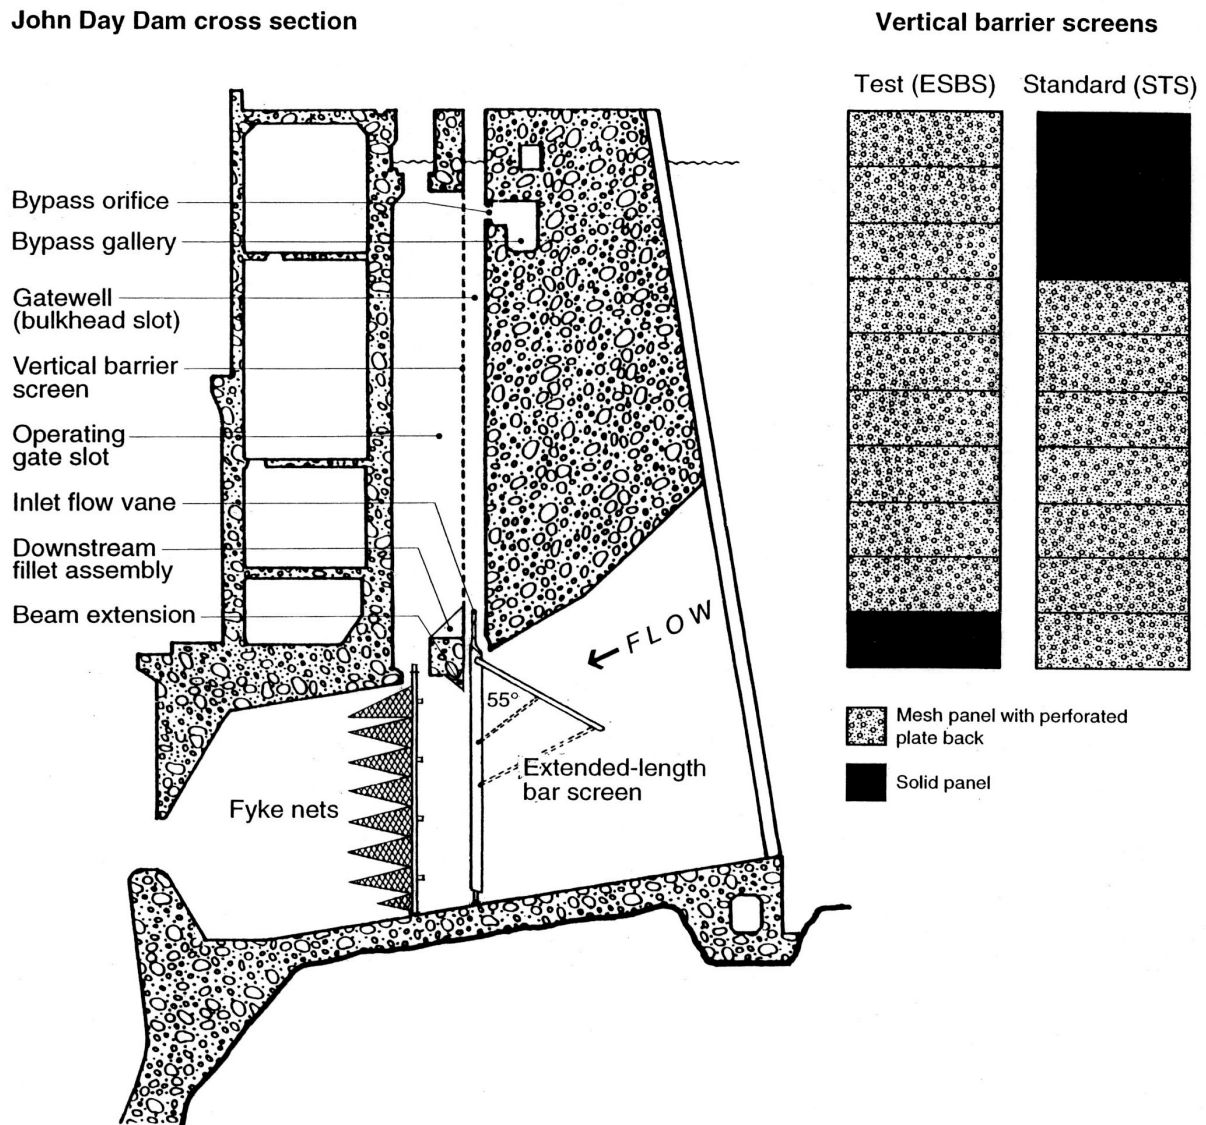 John Day Dam cross section
Vertical barrier screens
Test (ESBS)
Standard (STS)
Bypass orifice
Bypass gallery
Gatewell
(bulkhead slot)
Vertical barrier
screen
Operating
gate slot
Inlet flow vane
Downstream
fillet assembly
Beam extension
FLOW
55°
Extended-length
bar screen
Fyke nets
Mesh panel with perforated
plate back
Solid panel